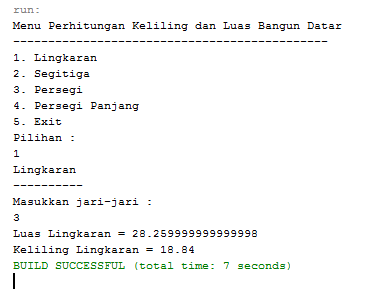 run:
Menu Perhitungan Keliling dan Luas Bangun Datar
---------------------------------------------
1. Lingkaran
2. Segitiga
3. Persegi
4. Persegi Panjang
5. Exit
Pilihan :
1
Lingkaran
----------
Masukkan jari-jari :
3
Luas Lingkaran = 28.259999999999998
Keliling Lingkaran = 18.84
BUILD SUCCESSFUL (total time: 7 seconds)